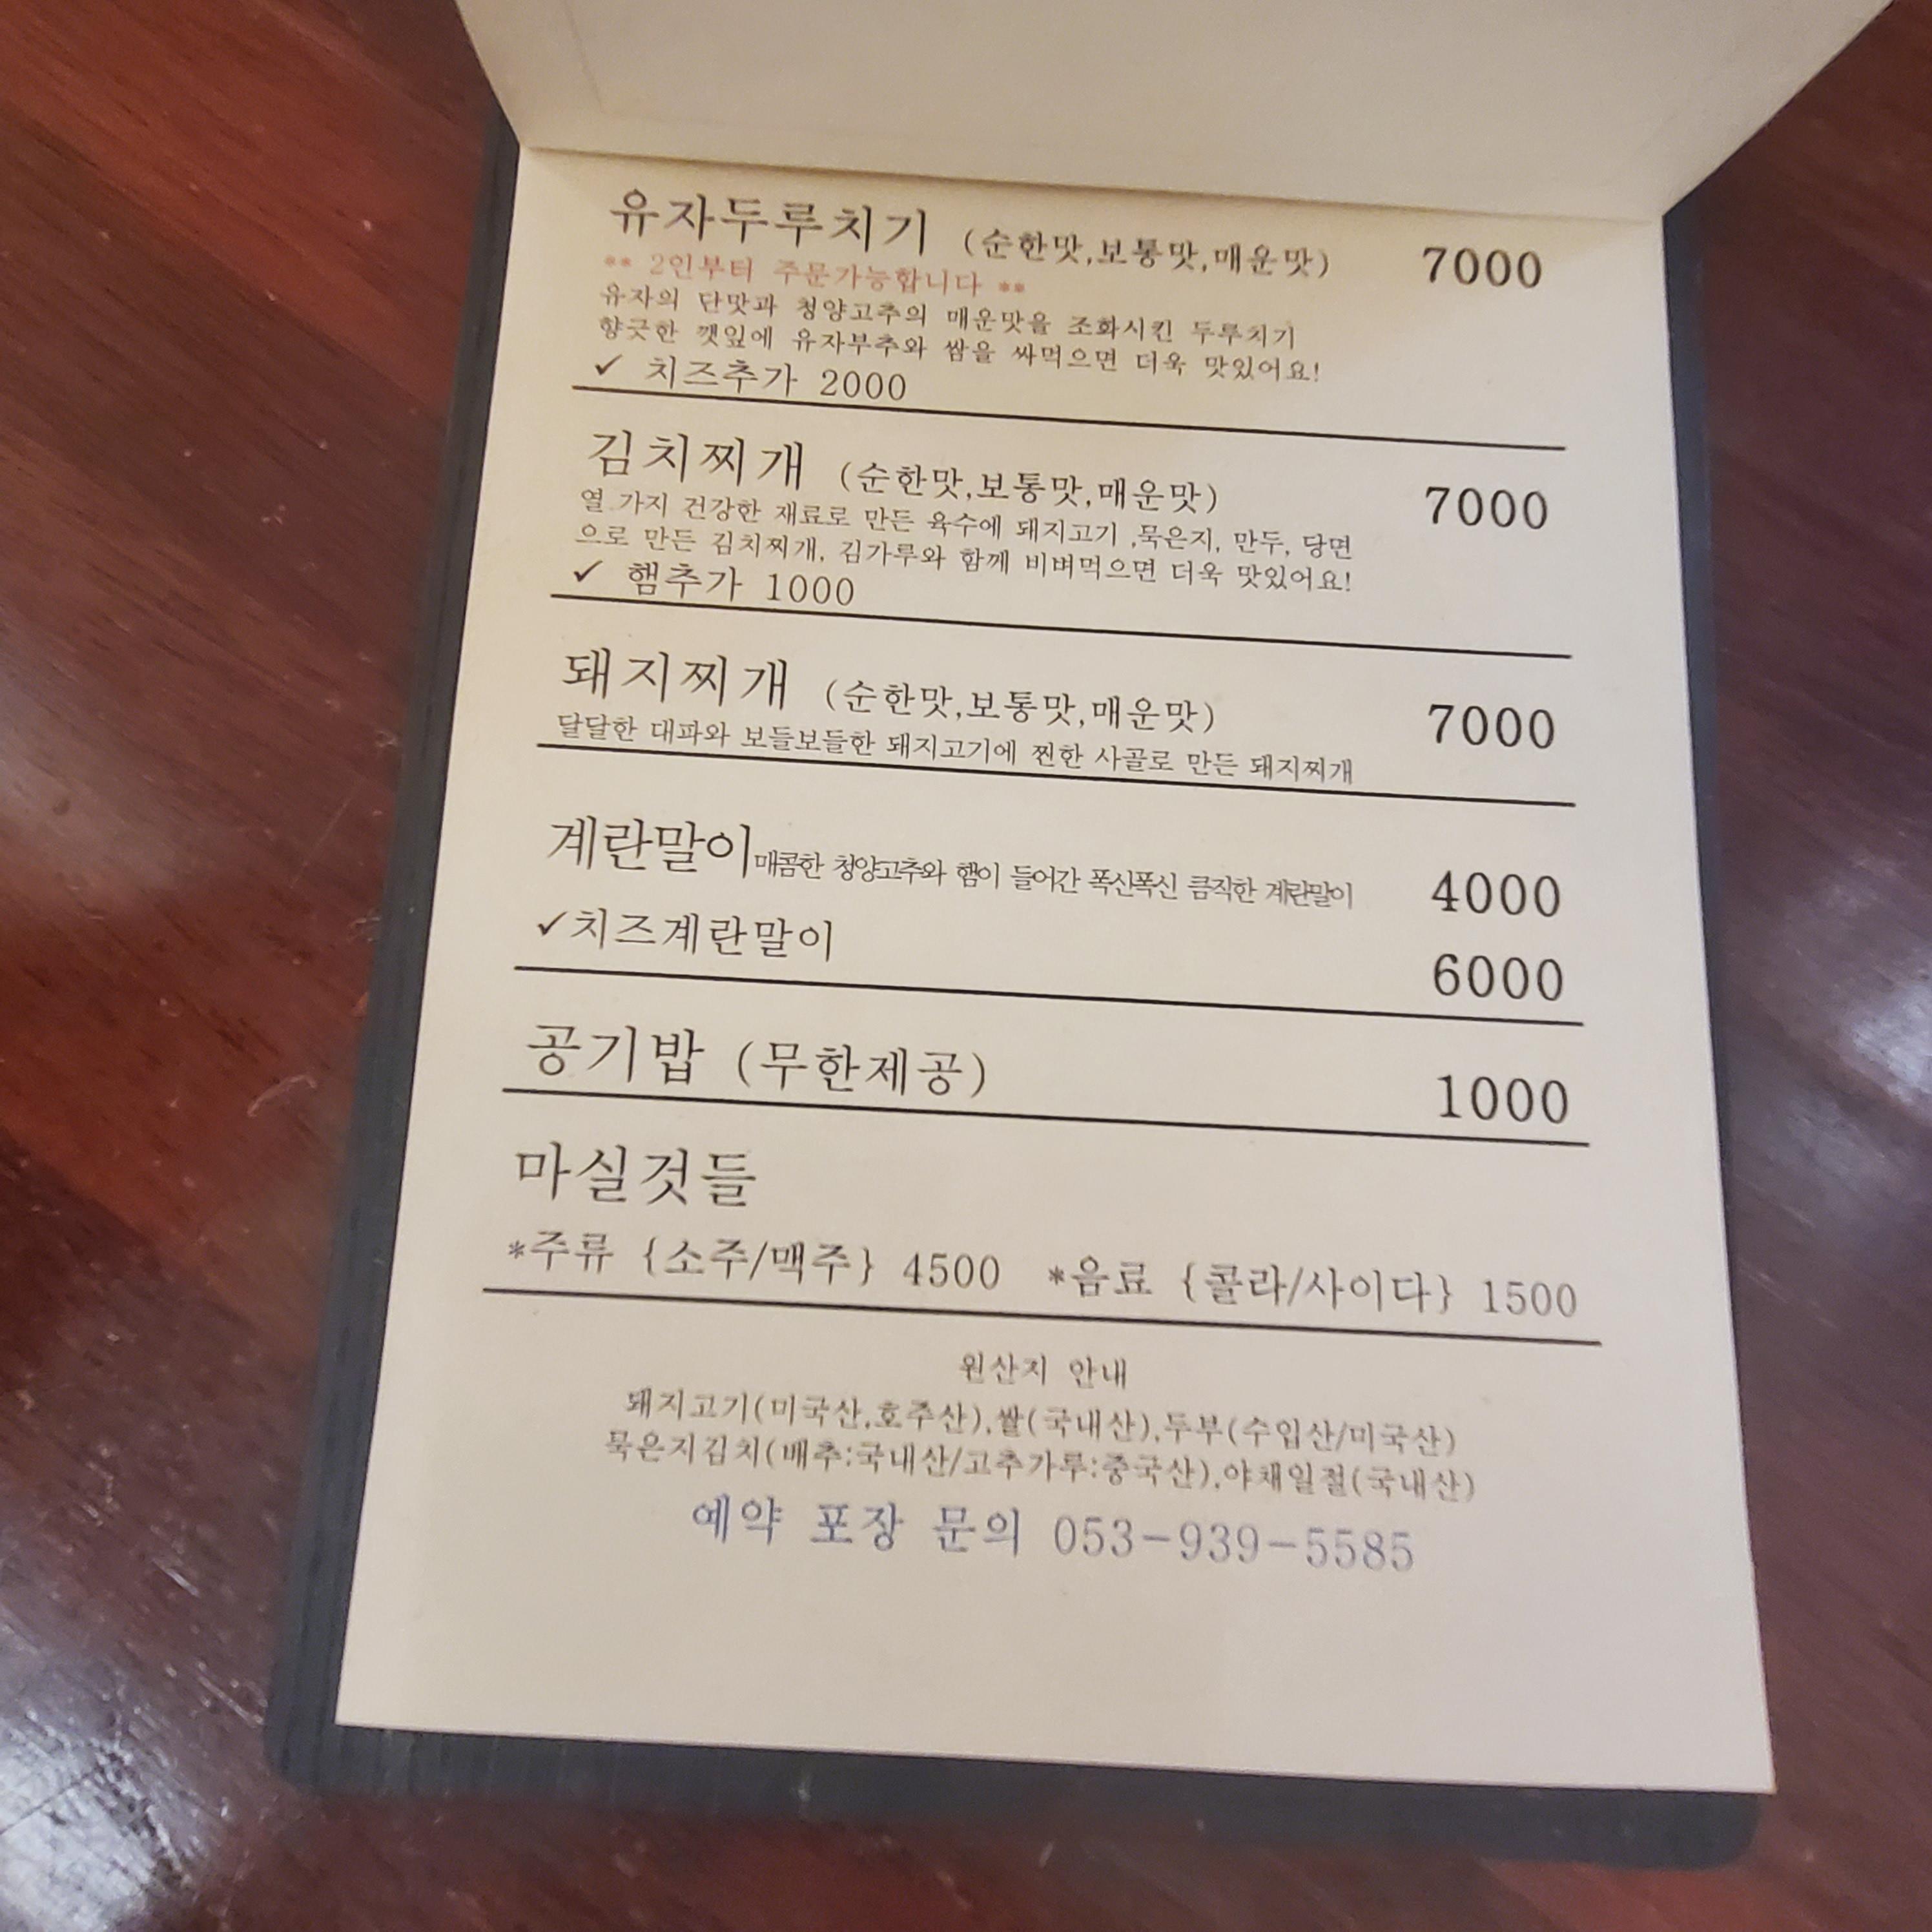 유자두루치기 (순한맛,보통맛,매운맛) 7000
** 2인부터 주문가능합니다 **
유자의 단맛과 청양고추의 매운맛을 조화시킨 두루치기
향긋한 깻잎에 유자부추와 쌈을 싸먹으면 더욱 맛있어요!
✓ 치즈추가 2000
김치찌개 (순한맛,보통맛,매운맛) 7000
열 가지 건강한 재료로 만든 육수에 돼지고기 ,묵은지, 만두, 당면
으로 만든 김치찌개, 김가루와 함께 비벼먹으면 더욱 맛있어요!
✓ 햄추가 1000
돼지찌개 (순한맛,보통맛,매운맛) 7000
달달한 대파와 보들보들한 돼지고기에 찐한 사골로 만든 돼지찌개
계란말이매콤한 청양고추와 햄이 들어간 폭신폭신 큼직한 계란말이 4000
✓치즈계란말이 6000
공기밥 (무한제공) 1000
마실것들
*주류 {소주/맥주} 4500 *음료 {콜라/사이다} 1500
원산지 안내
돼지고기(미국산,호주산),쌀(국내산),두부(수입산/미국산)
묵은지김치(배추:국내산/고추가루:중국산),야채일절(국내산)
예약 포장 문의 053-939-5585